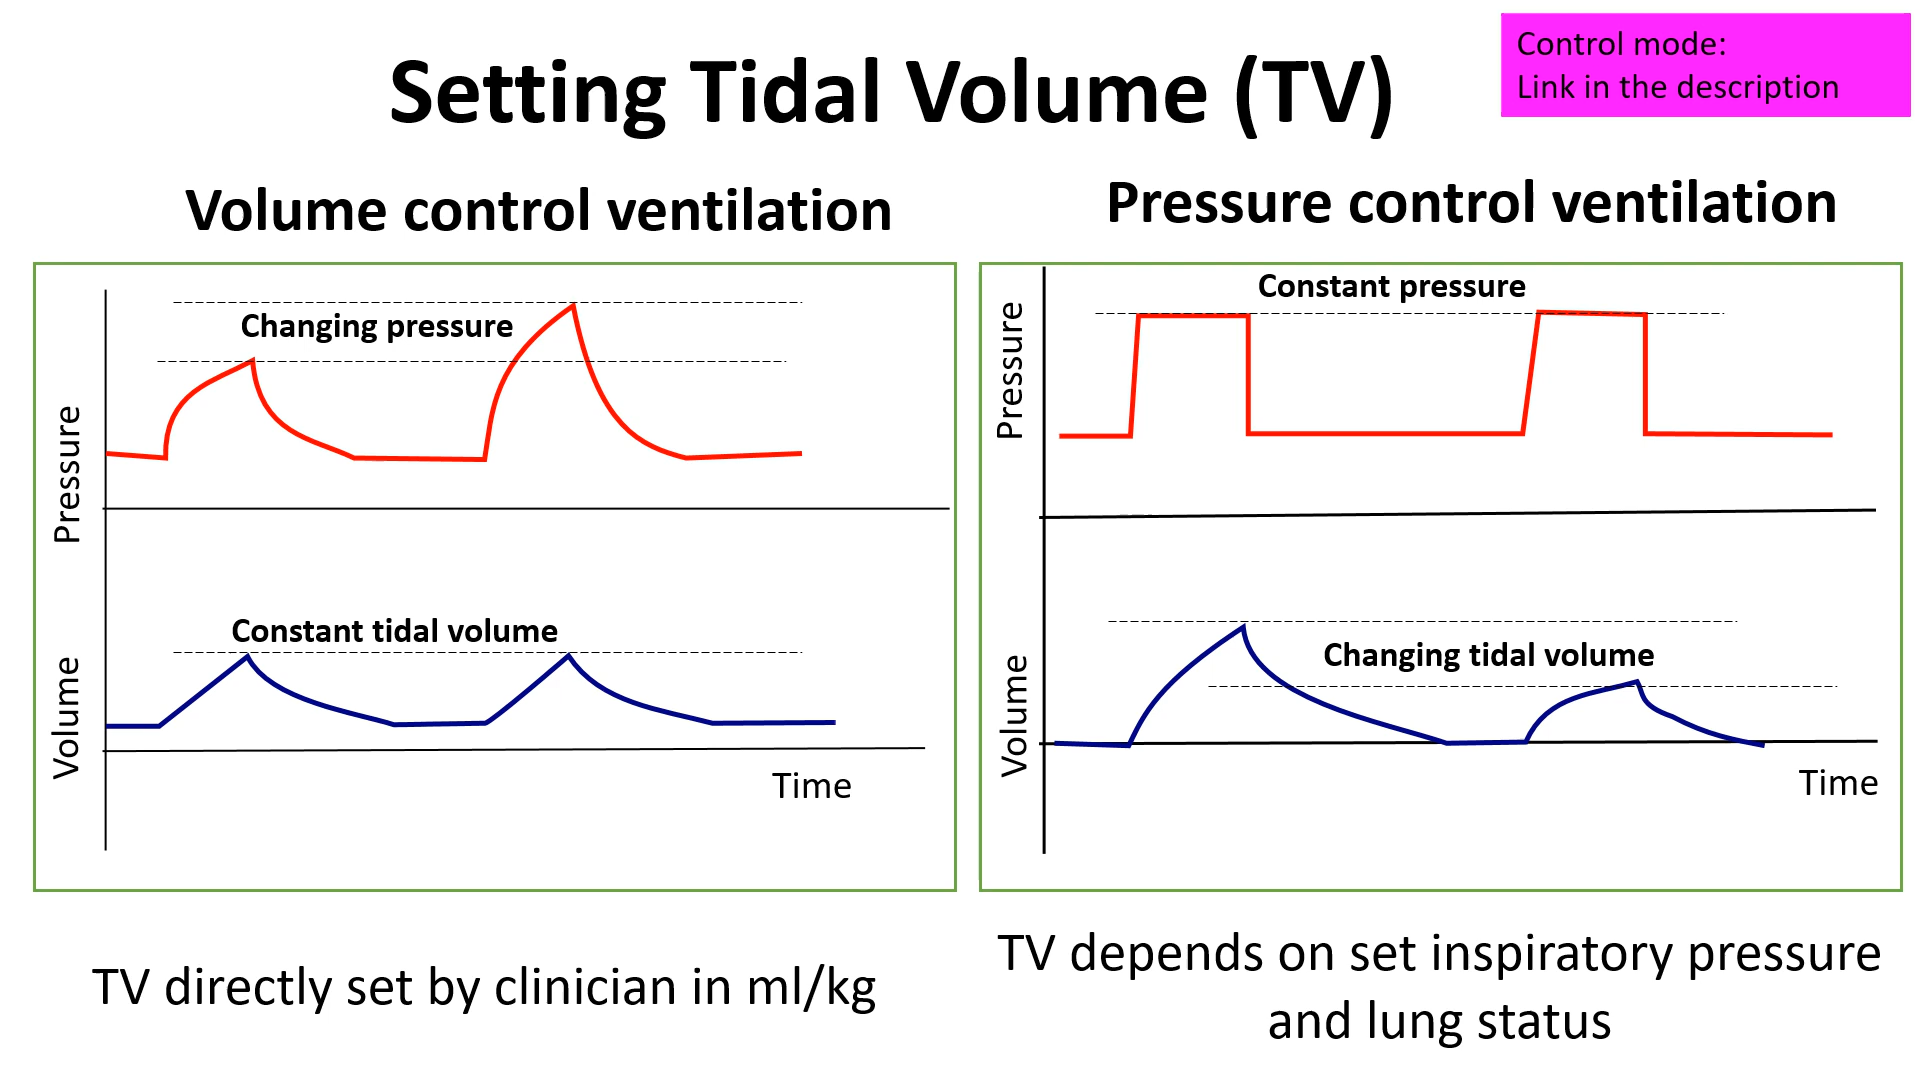 Setting Tidal Volume (TV)
Control mode:
Link in the description
Volume control ventilation
Changing pressure
Pressure
Constant tidal volume
Volume
Time
TV directly set by clinician in ml/kg
Pressure control ventilation
Constant pressure
Pressure
Changing tidal volume
Volume
Time
TV depends on set inspiratory pressure
and lung status